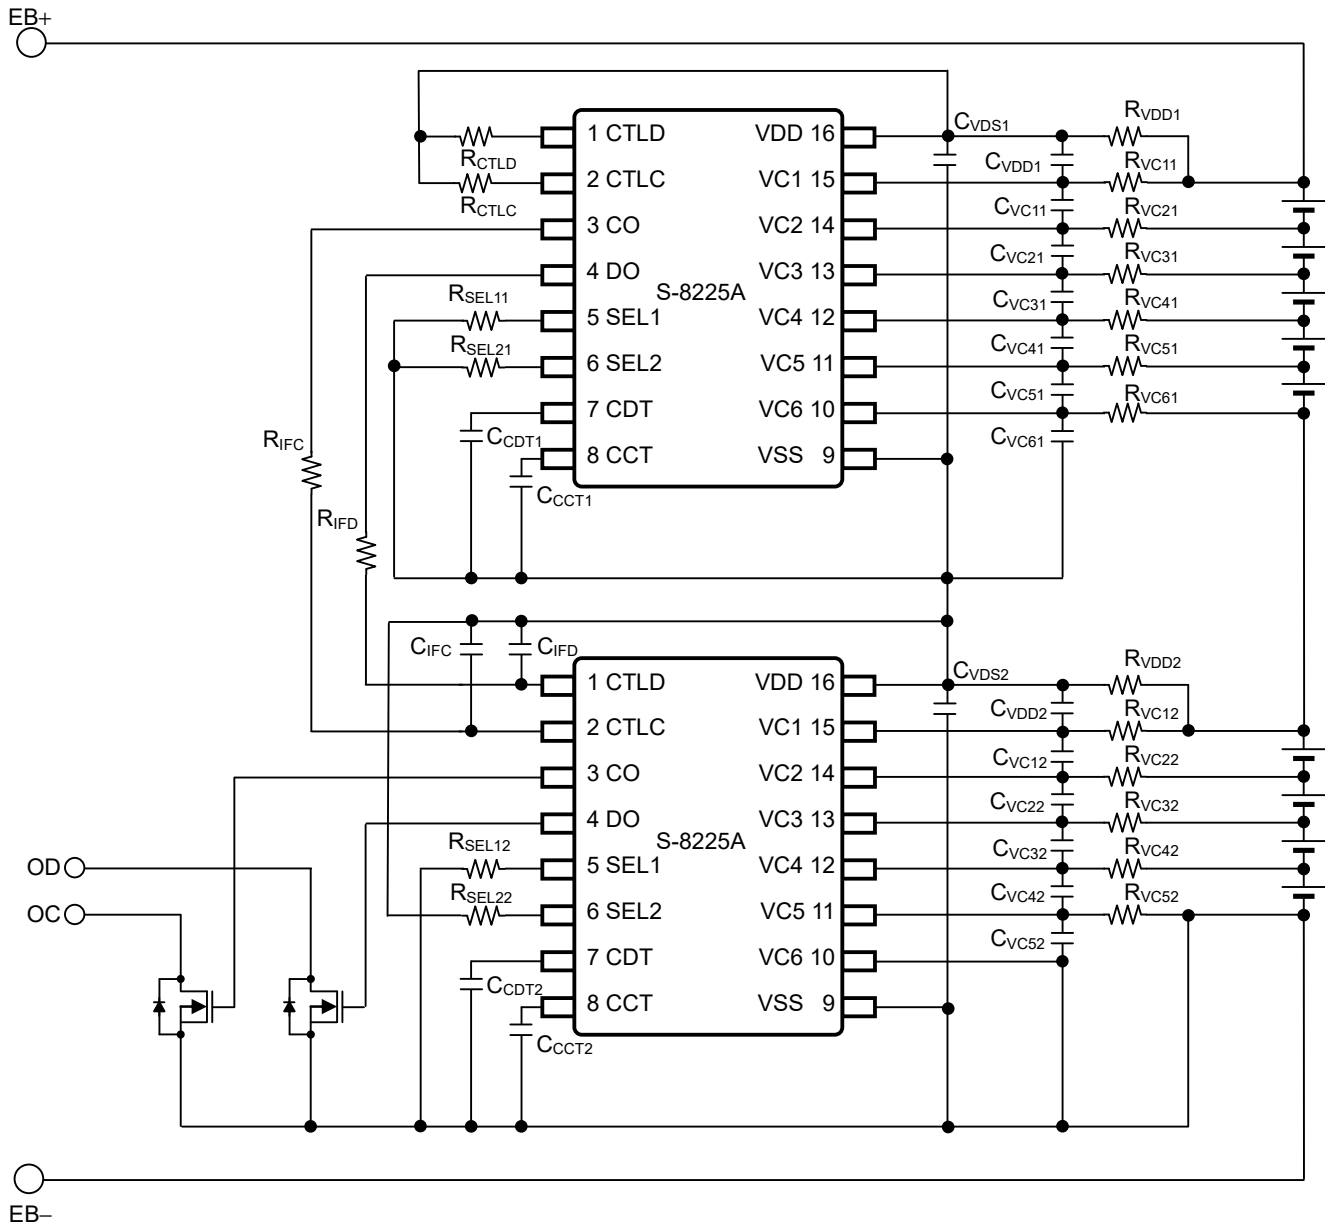 EB+
1 CTLD
VDD 16
CVDS1
RVDD1
RCTLD
CVDD1
RVC11
2 CTLC
VC1 15
RCTLC
CVC11
RVC21
3 CO
VC2 14
CVC21
RVC31
4 DO
VC3 13
S-8225A
RSEL11
CVC31
RVC41
5 SEL1
VC4 12
RSEL21
CVC41
RVC51
6 SEL2
VC5 11
CVC51
RVC61
7 CDT
VC6 10
RIFC
CCDT1
CVC61
8 CCT
VSS 9
CCCT1
RIFD
CIFC
CIFD
1 CTLD
VDD 16
CVDS2
RVDD2
CVDD2
RVC12
2 CTLC
VC1 15
CVC12
RVC22
3 CO
VC2 14
CVC22
RVC32
4 DO
VC3 13
S-8225A
RSEL12
CVC32
RVC42
OD
5 SEL1
VC4 12
RSEL22
CVC42
RVC52
OC
6 SEL2
VC5 11
CVC52
7 CDT
VC6 10
CCDT2
8 CCT
VSS 9
CCCT2
EB−